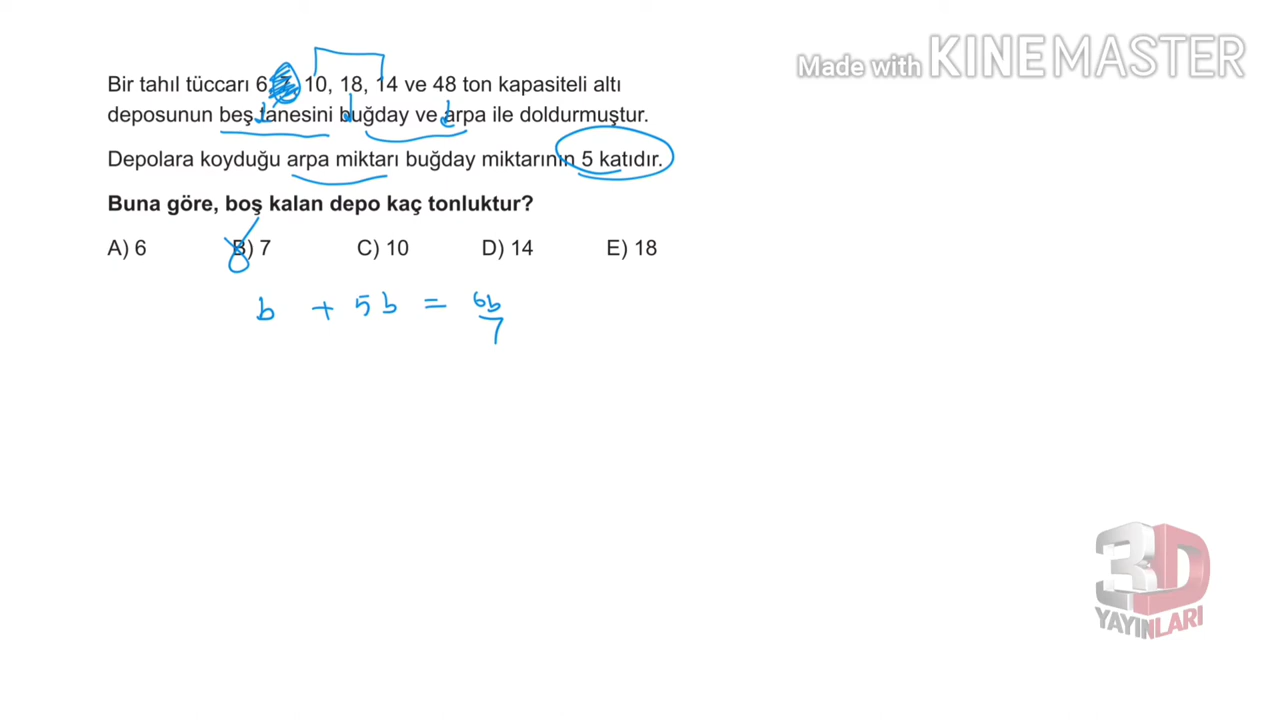 Made with KINEMASTER
Bir tahıl tüccarı 6, 7, 10, 18, 14 ve 48 ton kapasiteli altı
deposunun beş tanesini buğday ve arpa ile doldurmuştur.
Depolara koyduğu arpa miktarı buğday miktarının 5 katıdır.
Buna göre, boş kalan depo kaç tonluktur?
A) 6 B) 7 C) 10 D) 14 E) 18
b + 5b = 6b
7
3D
YAYINLARI